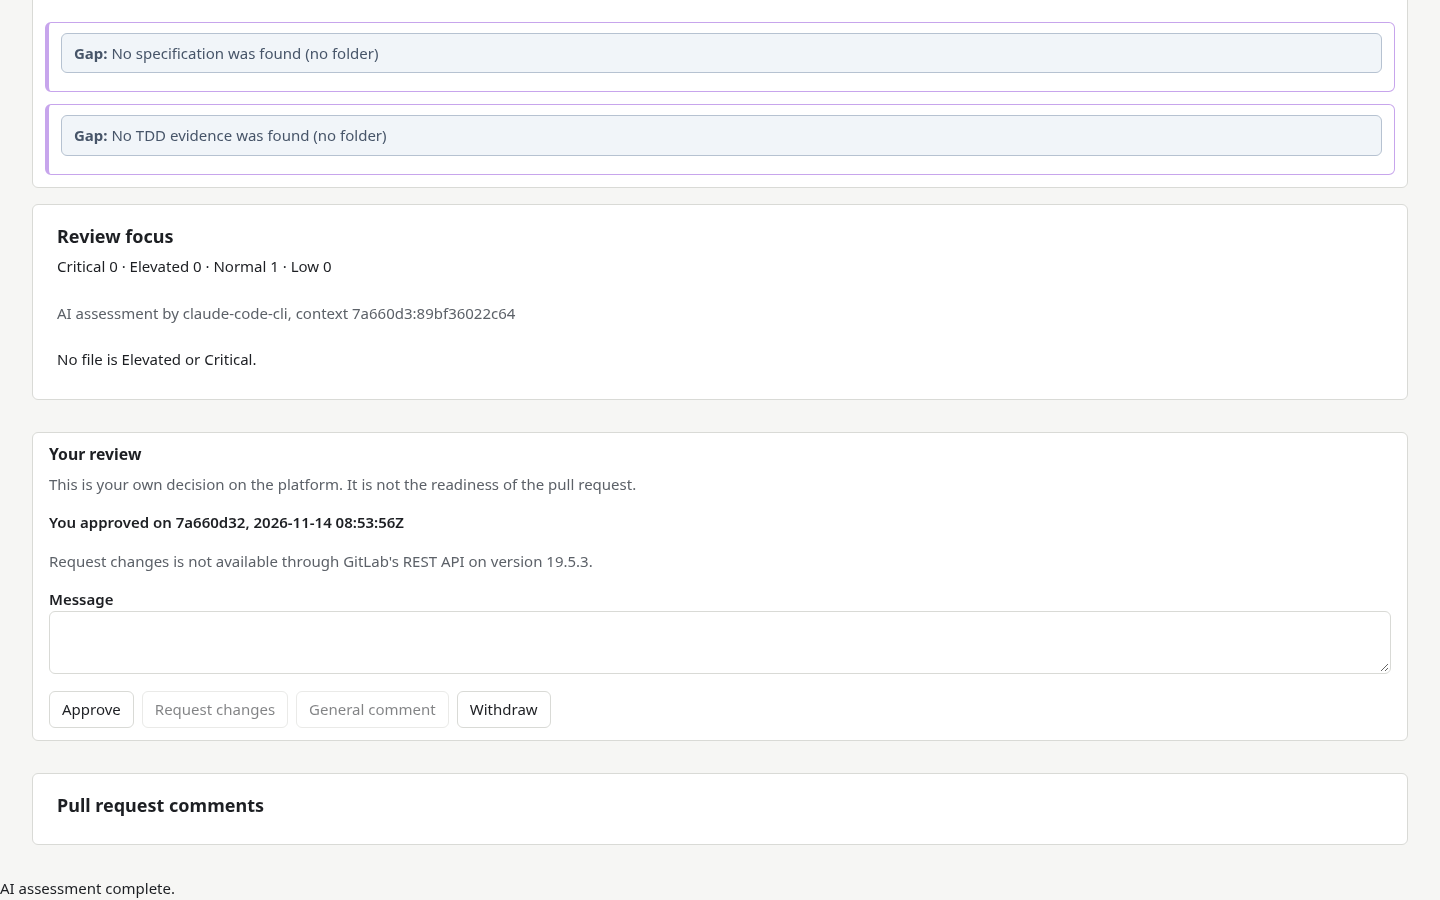 Gap: No specification was found (no folder)
Gap: No TDD evidence was found (no folder)
Review focus
Critical 0 · Elevated 0 · Normal 1 · Low 0
AI assessment by claude-code-cli, context 7a660d3:89bf36022c64
No file is Elevated or Critical.
Your review
This is your own decision on the platform. It is not the readiness of the pull request.
You approved on 7a660d32, 2026-11-14 08:53:56Z
Request changes is not available through GitLab's REST API on version 19.5.3.
Message
Approve Request changes General comment Withdraw
Pull request comments
AI assessment complete.